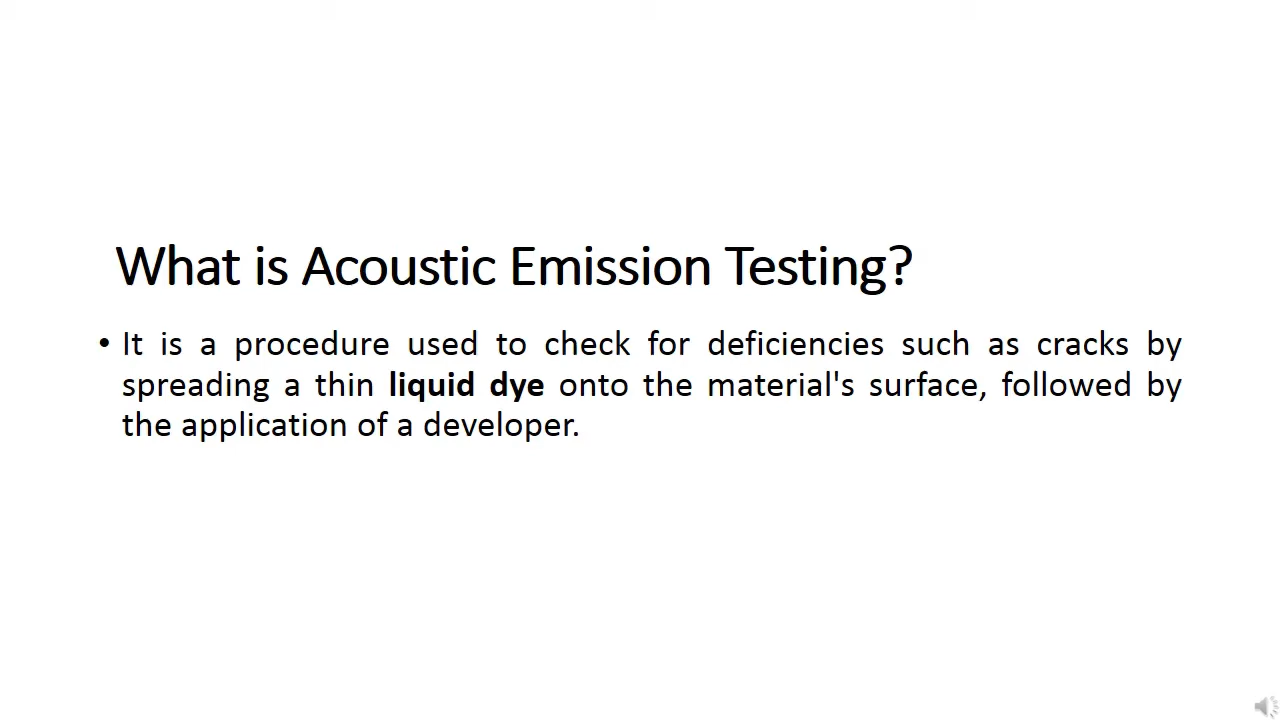 What is Acoustic Emission Testing?
• It is a procedure used to check for deficiencies such as cracks by
spreading a thin liquid dye onto the material's surface, followed by
the application of a developer.